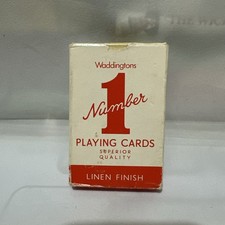 Waddingtons
Number
1
PLAYING CARDS
SUPERIOR
QUALITY
LINEN FINISH